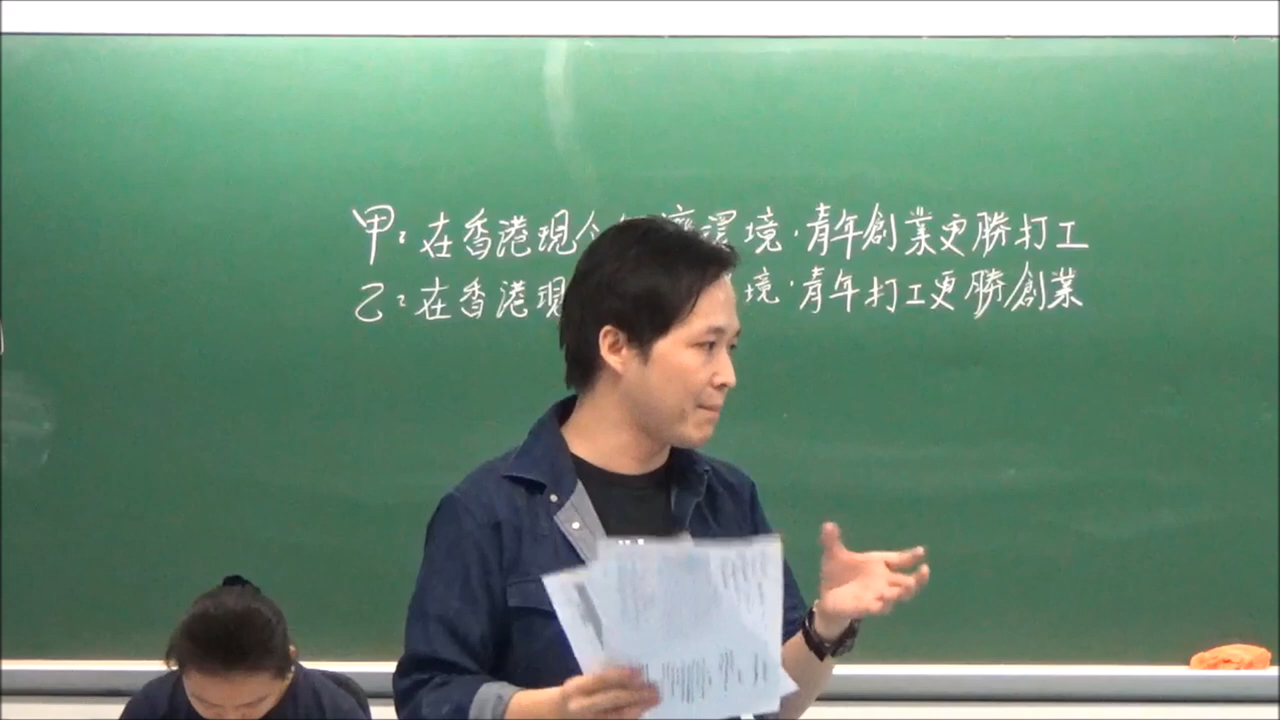 甲：在香港現今 濟環境，青年創業更勝打工
乙：在香港現 境，青年打工更勝創業